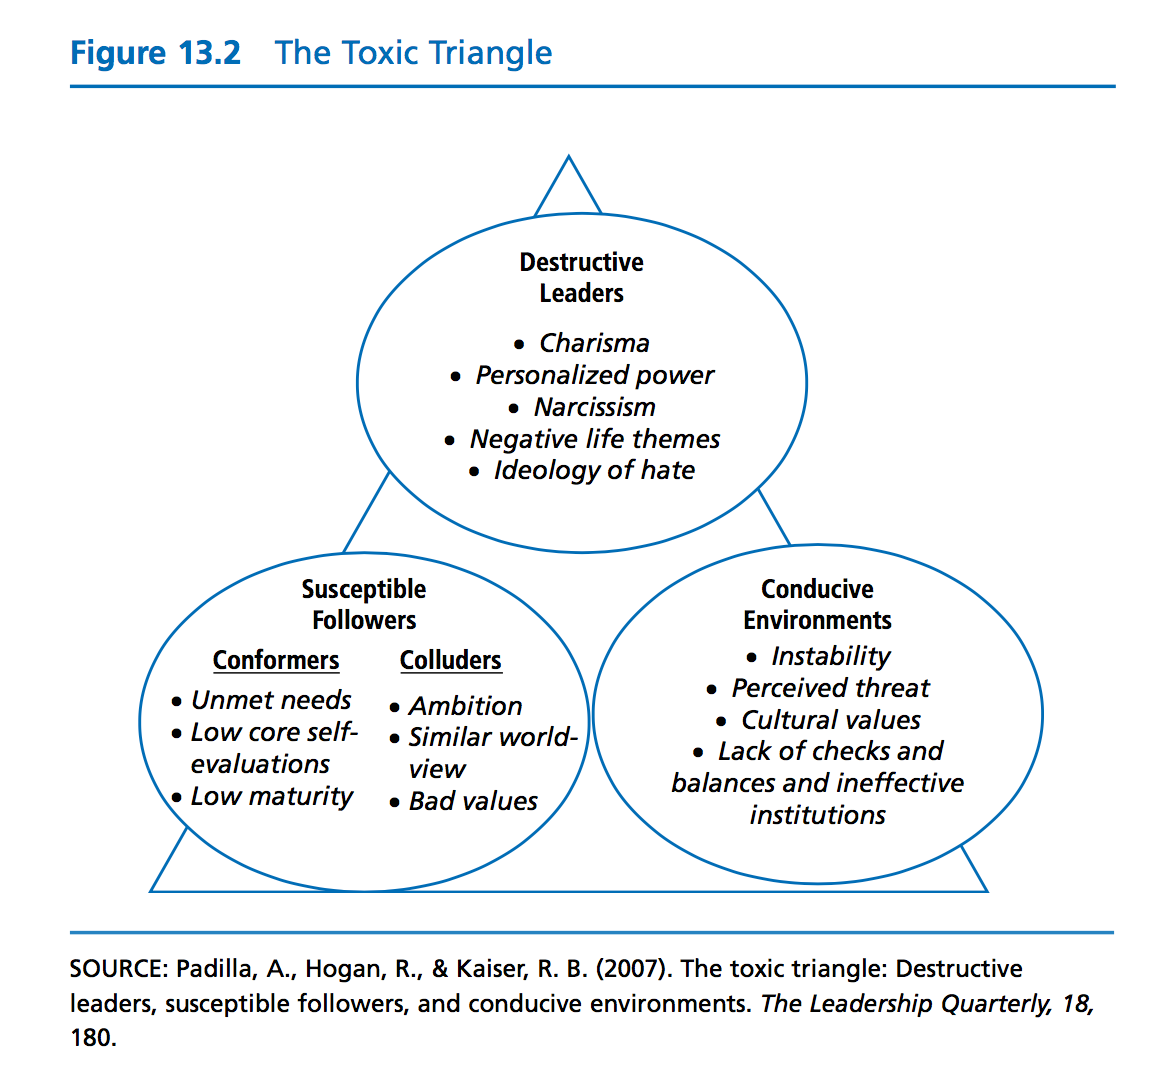 Figure 13.2 The Toxic Triangle
Destructive
Leaders
• Charisma
• Personalized power
• Narcissism
• Negative life themes
• Ideology of hate
Susceptible
Followers
Conformers
• Unmet needs
• Low core self-
evaluations
• Low maturity
Colluders
• Ambition
• Similar world-
view
• Bad values
Conducive
Environments
• Instability
• Perceived threat
• Cultural values
• Lack of checks and
balances and ineffective
institutions
SOURCE: Padilla, A., Hogan, R., & Kaiser, R. B. (2007). The toxic triangle: Destructive
leaders, susceptible followers, and conducive environments. The Leadership Quarterly, 18,
180.